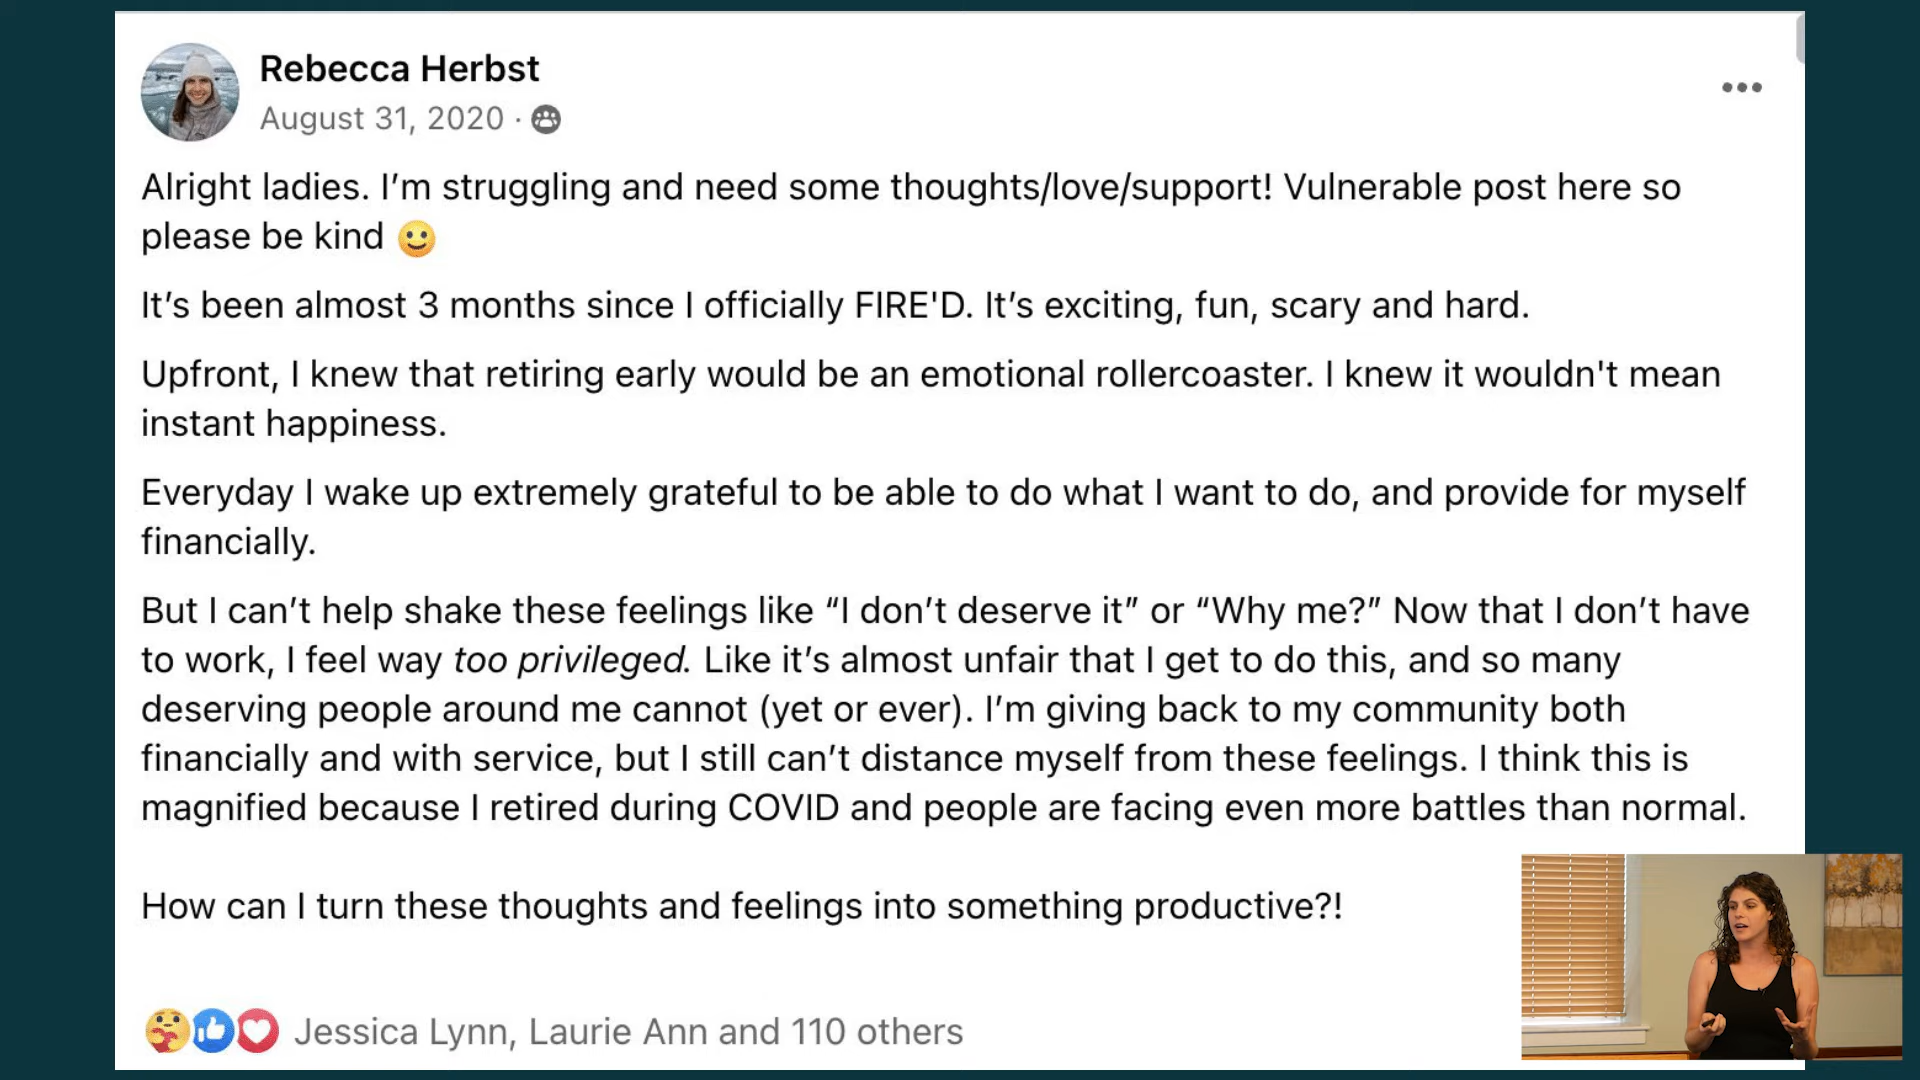 Rebecca Herbst
August 31, 2020 ·
Alright ladies. I’m struggling and need some thoughts/love/support! Vulnerable post here so
please be kind 🙂
It’s been almost 3 months since I officially FIRE'D. It’s exciting, fun, scary and hard.
Upfront, I knew that retiring early would be an emotional rollercoaster. I knew it wouldn't mean
instant happiness.
Everyday I wake up extremely grateful to be able to do what I want to do, and provide for myself
financially.
But I can’t help shake these feelings like “I don’t deserve it” or “Why me?” Now that I don’t have
to work, I feel way too privileged. Like it’s almost unfair that I get to do this, and so many
deserving people around me cannot (yet or ever). I’m giving back to my community both
financially and with service, but I still can’t distance myself from these feelings. I think this is
magnified because I retired during COVID and people are facing even more battles than normal.
How can I turn these thoughts and feelings into something productive?!
Jessica Lynn, Laurie Ann and 110 others